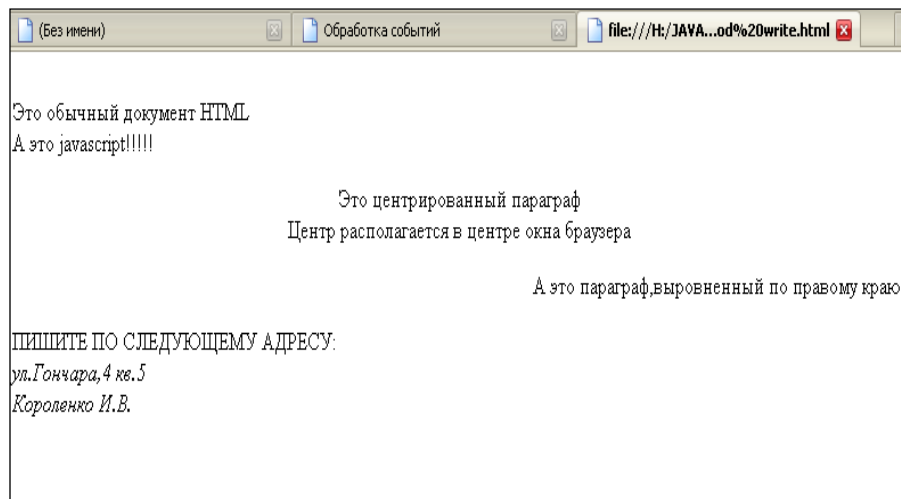 (Без имени)
Обработка событий
file:///H:/JAVA...od%20write.html
Это обычный документ HTML
А это javascript!!!!!
Это центрированный параграф
Центр располагается в центре окна браузера
А это параграф,выровненный по правому краю
ПИШИТЕ ПО СЛЕДУЮЩЕМУ АДРЕСУ:
ул.Гончара,4 кв.5
Короленко И.В.